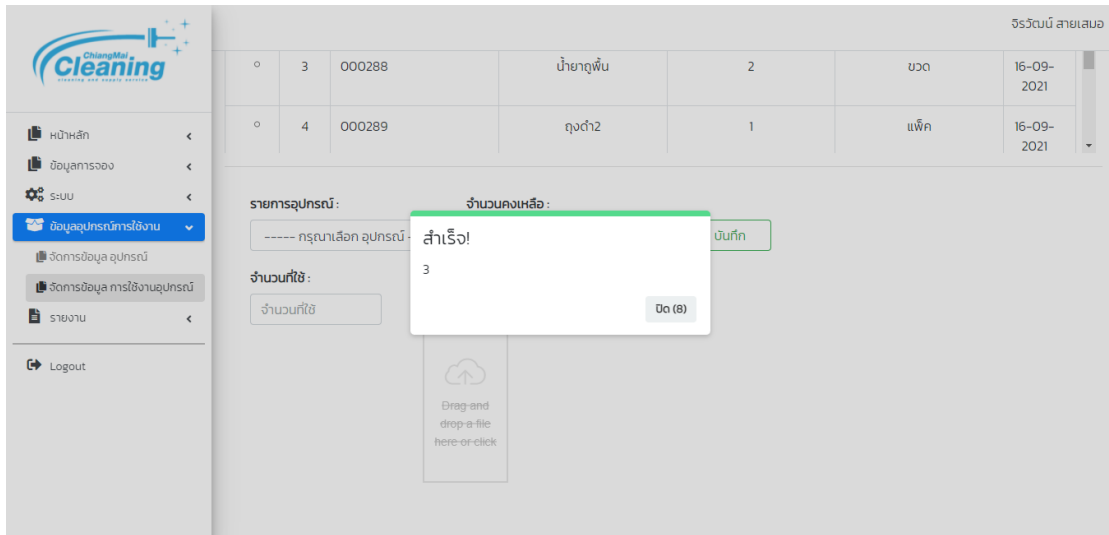 ChiangMai
Cleaning
cleaning and supply service
จิรวัฒน์ สายเสมอ
3 000288 น้ำยาถูพื้น 2 ขวด 16-09-
2021
4 000289 ถุงดำ2 1 แพ็ค 16-09-
2021
หน้าหลัก
ข้อมูลการจอง
ระบบ
ข้อมูลอุปกรณ์การใช้งาน
จัดการข้อมูล อุปกรณ์
จัดการข้อมูล การใช้งานอุปกรณ์
รายงาน
Logout
รายการอุปกรณ์ : จำนวนคงเหลือ :
----- กรุณาเลือก อุปกรณ์ - บันทึก
สำเร็จ!
3
ปิด (8)
จำนวนที่ใช้ :
จำนวนที่ใช้
Drag and
drop a file
here or click